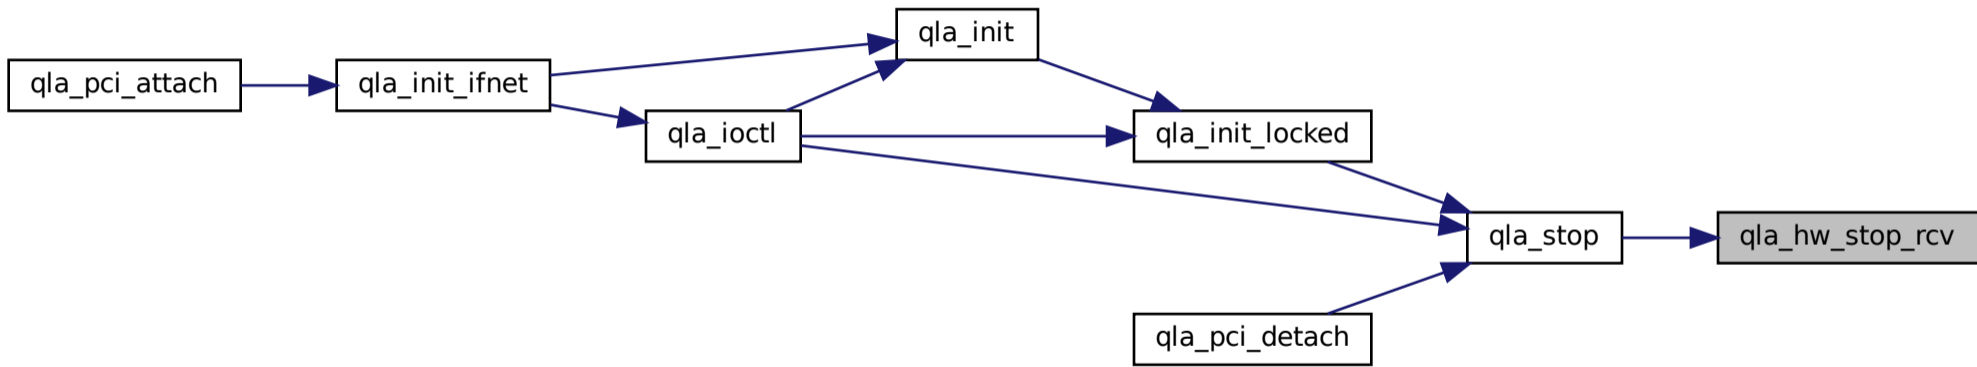 qla_init
qla_pci_attach
qla_init_ifnet
qla_ioctl
qla_init_locked
qla_stop
qla_hw_stop_rcv
qla_pci_detach